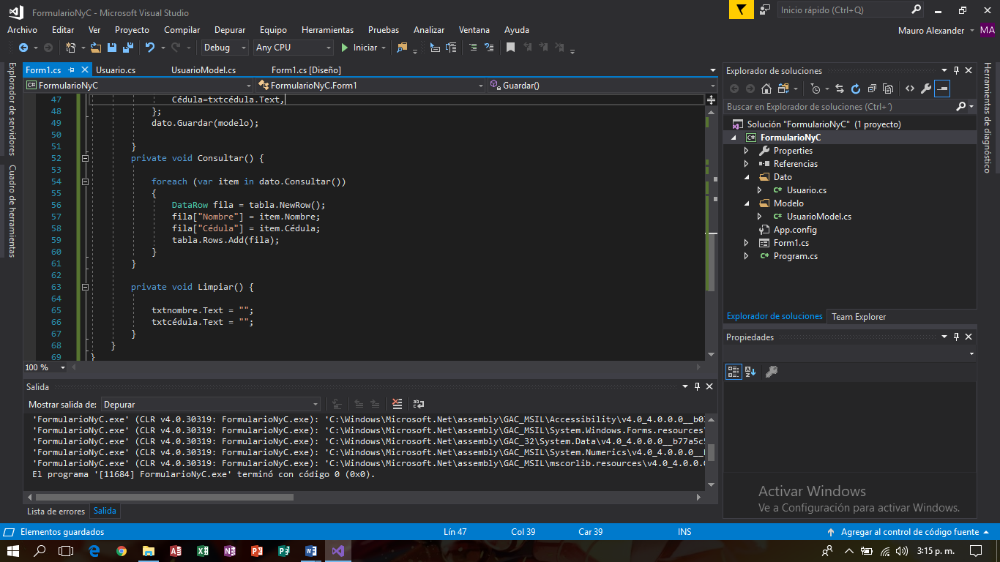 FormularioNyC - Microsoft Visual Studio
Inicio rápido (Ctrl+Q)
Archivo Editar Ver Proyecto Compilar Depurar Equipo Herramientas Pruebas Analizar Ventana Ayuda
Mauro Alexander MA
Debug Any CPU Iniciar
Explorador de servidores
Cuadro de herramientas
Form1.cs Usuario.cs UsuarioModel.cs Form1.cs [Diseño]
C# FormularioNyC FormularioNyC.Form1 Guardar()
47 Cédula=txtcédula.Text,
48 };
49 dato.Guardar(modelo);
50
51 }
52 private void Consultar() {
53
54 foreach (var item in dato.Consultar())
55 {
56 DataRow fila = tabla.NewRow();
57 fila["Nombre"] = item.Nombre;
58 fila["Cédula"] = item.Cédula;
59 tabla.Rows.Add(fila);
60 }
61 }
62
63 private void Limpiar() {
64
65 txtnombre.Text = "";
66 txtcédula.Text = "";
67 }
68 }
69 }
100 %
Salida
Mostrar salida de: Depurar
'FormularioNyC.exe' (CLR v4.0.30319: FormularioNyC.exe): 'C:\Windows\Microsoft.Net\assembly\GAC_MSIL\Accessibility\v4.0_4.0.0.0__b03
'FormularioNyC.exe' (CLR v4.0.30319: FormularioNyC.exe): 'C:\Windows\Microsoft.Net\assembly\GAC_MSIL\System.Windows.Forms.resources\
'FormularioNyC.exe' (CLR v4.0.30319: FormularioNyC.exe): 'C:\Windows\Microsoft.Net\assembly\GAC_32\System.Data\v4.0_4.0.0.0__b77a5c5
'FormularioNyC.exe' (CLR v4.0.30319: FormularioNyC.exe): 'C:\Windows\Microsoft.Net\assembly\GAC_MSIL\System.Numerics\v4.0_4.0.0.0__
'FormularioNyC.exe' (CLR v4.0.30319: FormularioNyC.exe): 'C:\Windows\Microsoft.Net\assembly\GAC_MSIL\mscorlib.resources\v4.0_4.0.0.0
El programa '[11684] FormularioNyC.exe' terminó con código 0 (0x0).
Lista de errores Salida
Explorador de soluciones
Buscar en Explorador de soluciones (Ctrl+´)
Solución "FormularioNyC" (1 proyecto)
C# FormularioNyC
Properties
Referencias
Dato
C# Usuario.cs
Modelo
C# UsuarioModel.cs
App.config
Form1.cs
C# Program.cs
Explorador de soluciones Team Explorer
Propiedades
Herramientas de diagnóstico
Activar Windows
Ve a Configuración para activar Windows.
Elementos guardados Lín 47 Col 39 Car 39 INS Agregar al control de código fuente
3:15 p. m.